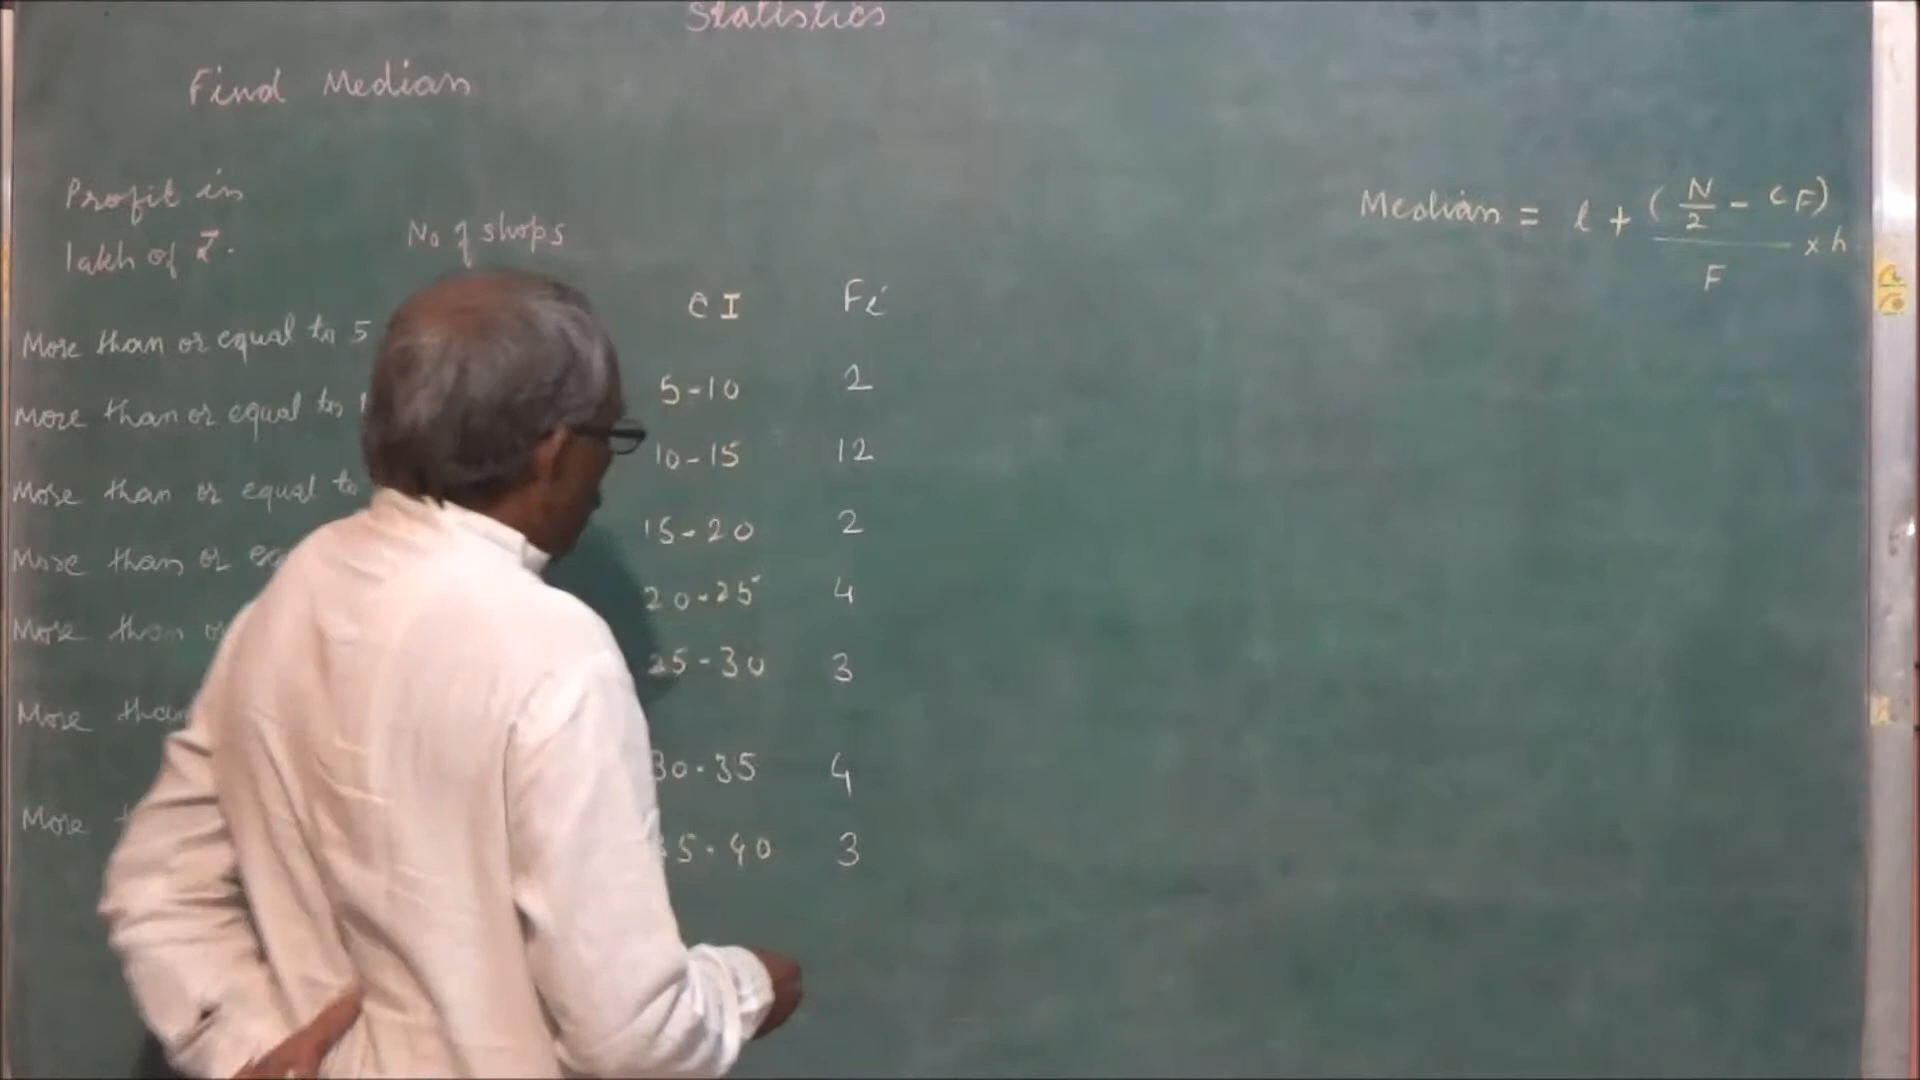 Statistics
Find Median
Profit in
lakh of ₹.
No of shops
Median = l + (N/2 - CF)/F × h
CI Fi
More than or equal to 5
5-10 2
More than or equal to
10-15 12
More than or equal to
15-20 2
More than or
20-25 4
More than or
25-30 3
More than
30-35 4
More
35-40 3